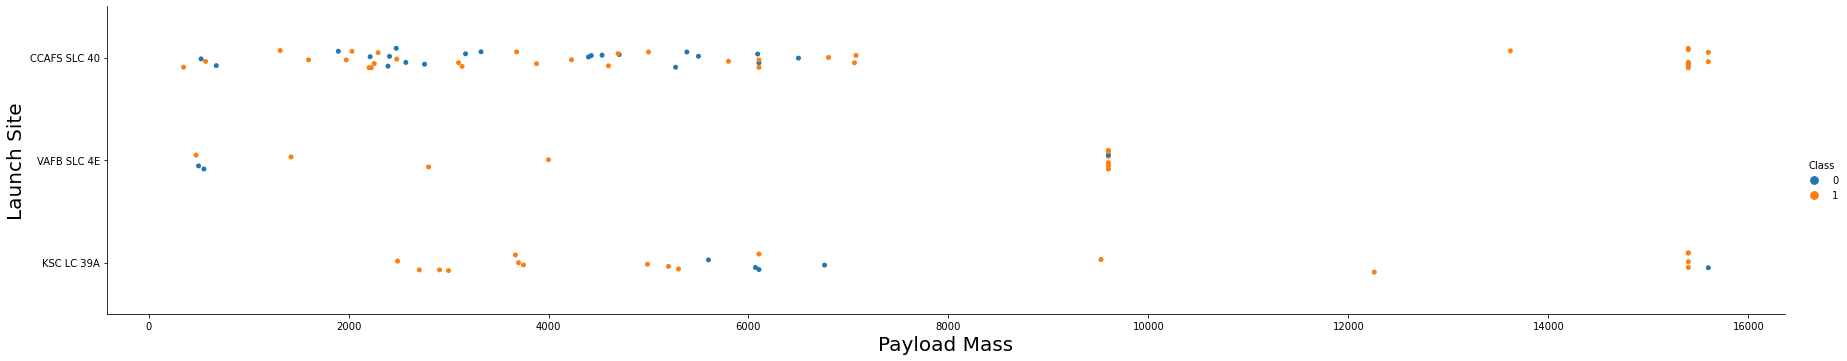 Launch Site
CCAFS SLC 40
VAFB SLC 4E
KSC LC 39A
0 2000 4000 6000 8000 10000 12000 14000 16000
Payload Mass
Class
0
1